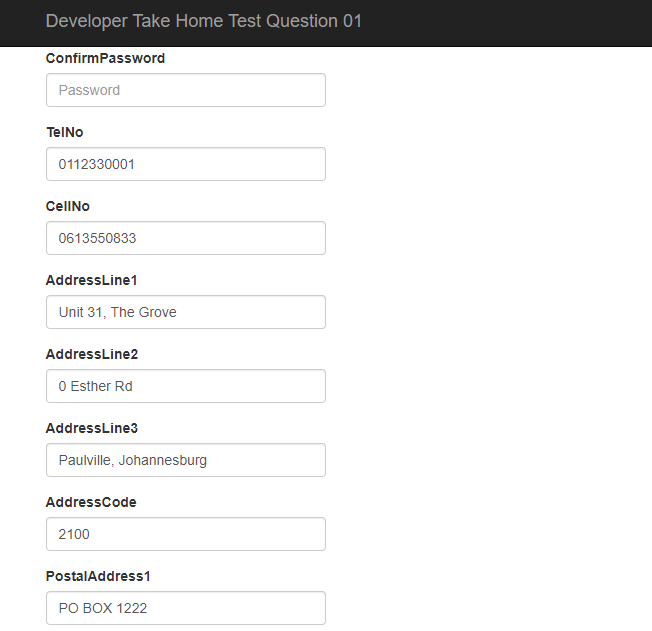 Developer Take Home Test Question 01
ConfirmPassword
Password
TelNo
0112330001
CellNo
0613550833
AddressLine1
Unit 31, The Grove
AddressLine2
0 Esther Rd
AddressLine3
Paulville, Johannesburg
AddressCode
2100
PostalAddress1
PO BOX 1222